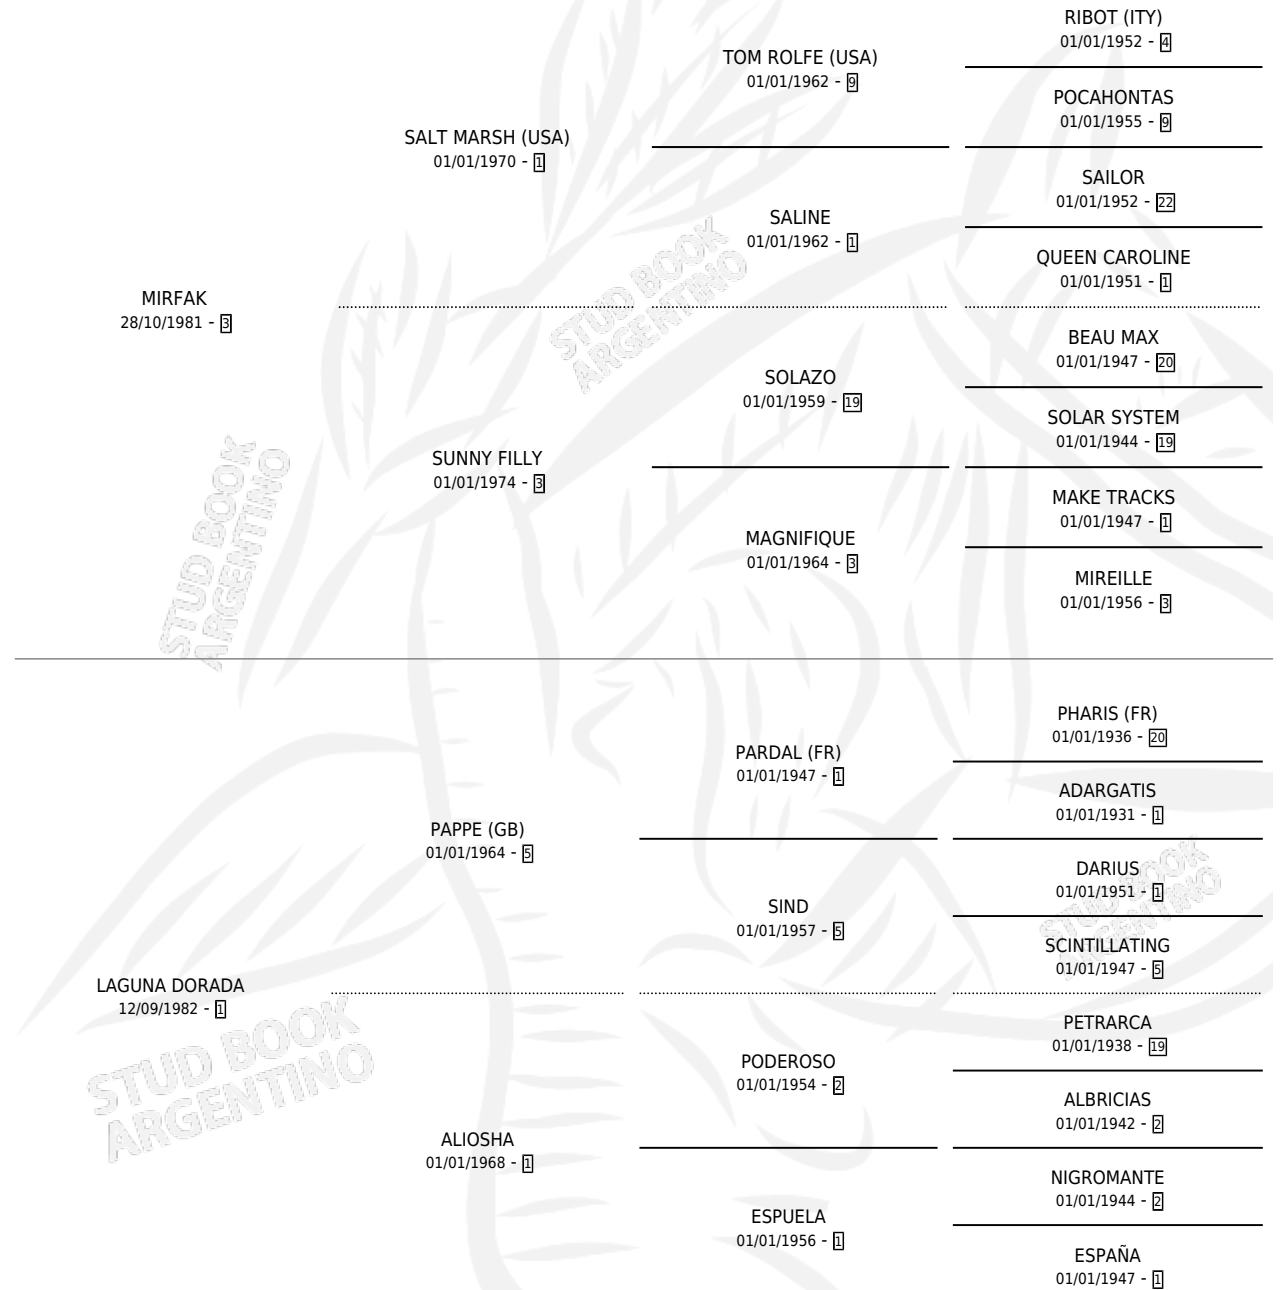 RIBOT (ITY)
01/01/1952 - 4
TOM ROLFE (USA)
01/01/1962 - 9
POCAHONTAS
01/01/1955 - 9
SALT MARSH (USA)
01/01/1970 - 1
SAILOR
01/01/1952 - 22
SALINE
01/01/1962 - 1
QUEEN CAROLINE
01/01/1951 - 1
MIRFAK
28/10/1981 - 3
BEAU MAX
01/01/1947 - 20
SOLAZO
01/01/1959 - 19
SOLAR SYSTEM
01/01/1944 - 19
SUNNY FILLY
01/01/1974 - 3
MAKE TRACKS
01/01/1947 - 1
MAGNIFIQUE
01/01/1964 - 3
MIREILLE
01/01/1956 - 3
PHARIS (FR)
01/01/1936 - 20
PARDAL (FR)
01/01/1947 - 1
ADARGATIS
01/01/1931 - 1
PAPPE (GB)
01/01/1964 - 5
DARIUS
01/01/1951 - 1
SIND
01/01/1957 - 5
SCINTILLATING
01/01/1947 - 5
LAGUNA DORADA
12/09/1982 - 1
PETRARCA
01/01/1938 - 19
PODEROSO
01/01/1954 - 2
ALBRICIAS
01/01/1942 - 2
ALIOSHA
01/01/1968 - 1
NIGROMANTE
01/01/1944 - 2
ESPUELA
01/01/1956 - 1
ESPAÑA
01/01/1947 - 1
STUD BOOK
ARGENTINO
STUD BOOK
ARGENTINO
STUD BOOK
ARGENTINO
STUD BOOK
ARGENTINO